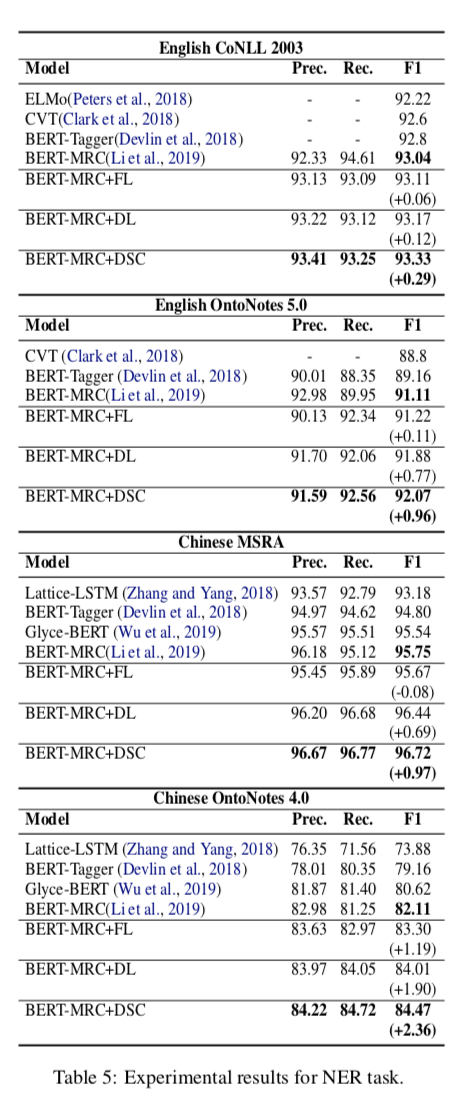 English CoNLL 2003
Model Prec. Rec. F1
ELMo(Peters et al., 2018) - - 92.22
CVT(Clark et al., 2018) - - 92.6
BERT-Tagger(Devlin et al., 2018) - - 92.8
BERT-MRC(Li et al., 2019) 92.33 94.61 93.04
BERT-MRC+FL 93.13 93.09 93.11
(+0.06)
BERT-MRC+DL 93.22 93.12 93.17
(+0.12)
BERT-MRC+DSC 93.41 93.25 93.33
(+0.29)
English OntoNotes 5.0
Model Prec. Rec. F1
CVT (Clark et al., 2018) - - 88.8
BERT-Tagger (Devlin et al., 2018) 90.01 88.35 89.16
BERT-MRC(Li et al., 2019) 92.98 89.95 91.11
BERT-MRC+FL 90.13 92.34 91.22
(+0.11)
BERT-MRC+DL 91.70 92.06 91.88
(+0.77)
BERT-MRC+DSC 91.59 92.56 92.07
(+0.96)
Chinese MSRA
Model Prec. Rec. F1
Lattice-LSTM (Zhang and Yang, 2018) 93.57 92.79 93.18
BERT-Tagger (Devlin et al., 2018) 94.97 94.62 94.80
Glyce-BERT (Wu et al., 2019) 95.57 95.51 95.54
BERT-MRC(Li et al., 2019) 96.18 95.12 95.75
BERT-MRC+FL 95.45 95.89 95.67
(-0.08)
BERT-MRC+DL 96.20 96.68 96.44
(+0.69)
BERT-MRC+DSC 96.67 96.77 96.72
(+0.97)
Chinese OntoNotes 4.0
Model Prec. Rec. F1
Lattice-LSTM (Zhang and Yang, 2018) 76.35 71.56 73.88
BERT-Tagger (Devlin et al., 2018) 78.01 80.35 79.16
Glyce-BERT (Wu et al., 2019) 81.87 81.40 80.62
BERT-MRC(Li et al., 2019) 82.98 81.25 82.11
BERT-MRC+FL 83.63 82.97 83.30
(+1.19)
BERT-MRC+DL 83.97 84.05 84.01
(+1.90)
BERT-MRC+DSC 84.22 84.72 84.47
(+2.36)
Table 5: Experimental results for NER task.